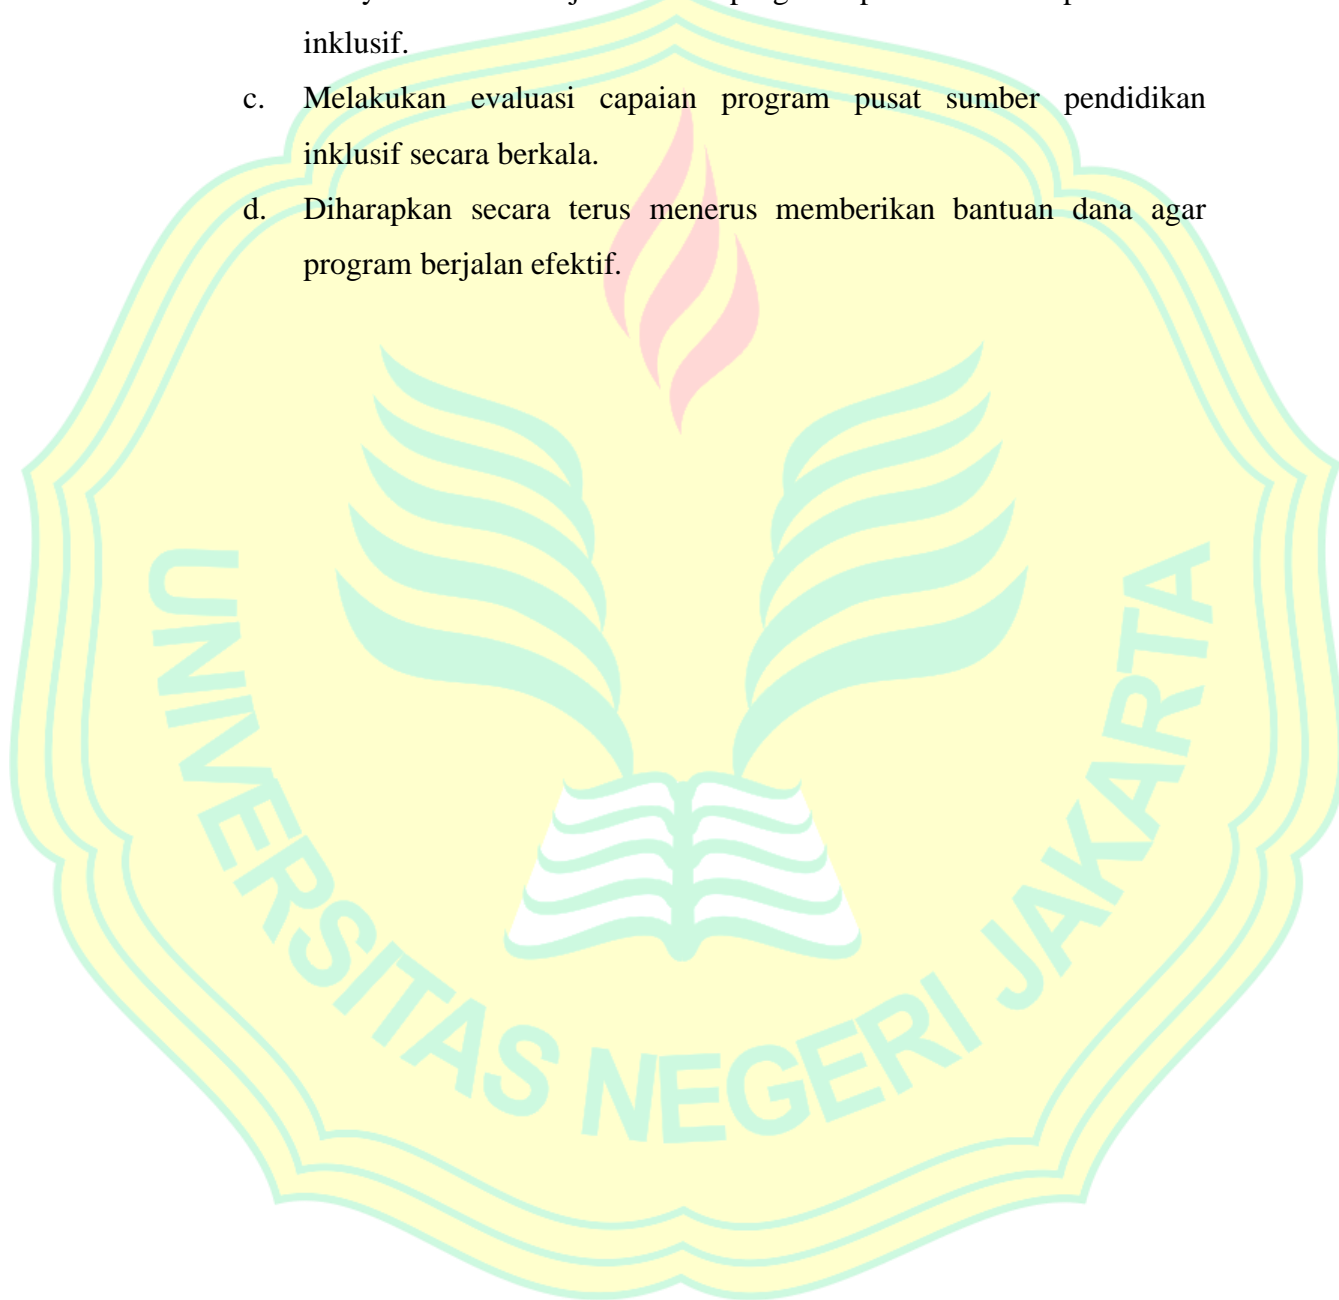 inklusif.
c. Melakukan evaluasi capaian program pusat sumber pendidikan
inklusif secara berkala.
d. Diharapkan secara terus menerus memberikan bantuan dana agar
program berjalan efektif.
UNIVERSITAS NEGERI JAKARTA